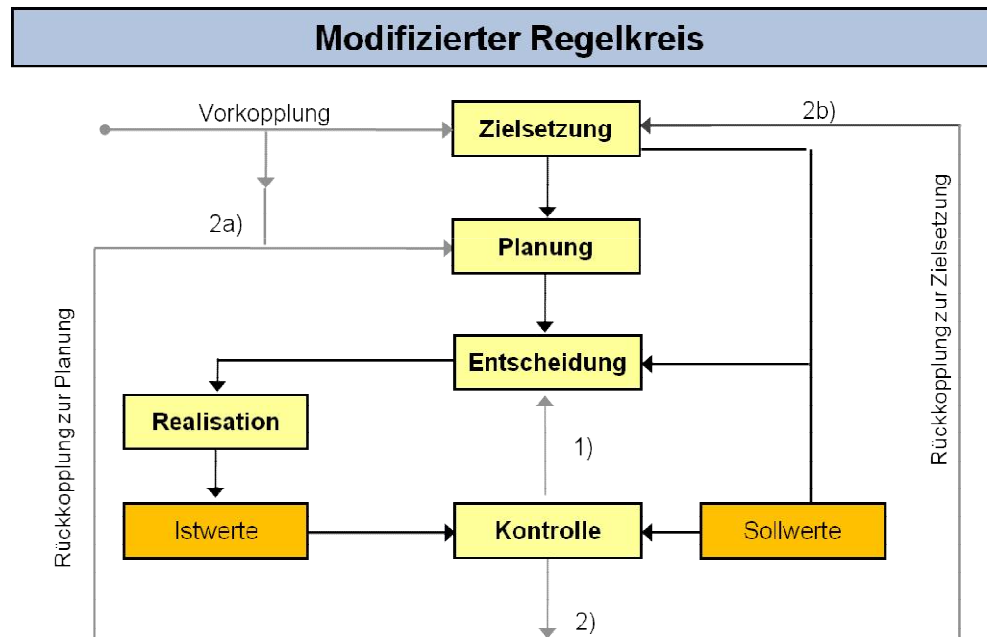 Modifizierter Regelkreis
Vorkopplung
Zielsetzung
2b)
2a)
Planung
Rückkopplung zur Planung
Rückkopplung zur Zielsetzung
Entscheidung
Realisation
1)
Istwerte
Kontrolle
Sollwerte
2)